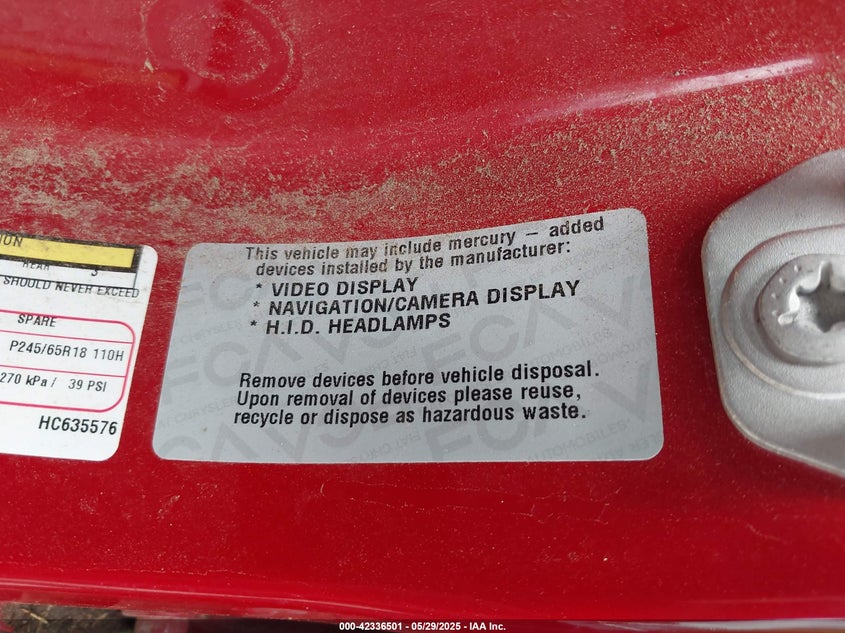 ION
REAR 3
SHOULD NEVER EXCEED
SPARE
P245/65R18 110H
270 kPa / 39 PSI
HC635576
This vehicle may include mercury – added
devices installed by the manufacturer:
* VIDEO DISPLAY
* NAVIGATION/CAMERA DISPLAY
* H.I.D. HEADLAMPS
Remove devices before vehicle disposal.
Upon removal of devices please reuse,
recycle or dispose as hazardous waste.
000-42336501 - 05/29/2025 - IAA Inc.